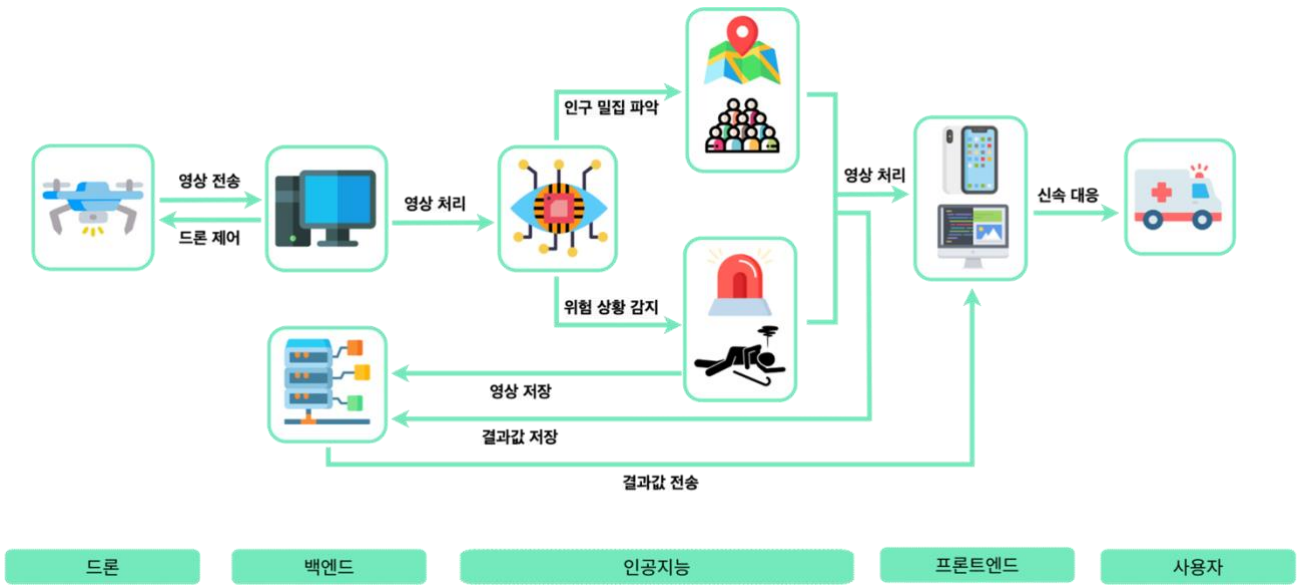 인구 밀집 파악
영상 전송
드론 제어
영상 처리
영상 처리
신속 대응
위험 상황 감지
영상 저장
결과값 저장
결과값 전송
드론
백엔드
인공지능
프론트엔드
사용자